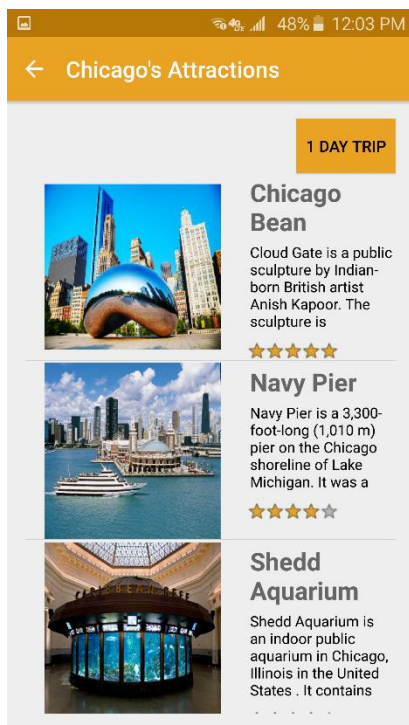 48% 12:03 PM
Chicago's Attractions
1 DAY TRIP
Chicago
Bean
Cloud Gate is a public
sculpture by Indian-
born British artist
Anish Kapoor. The
sculpture is
Navy Pier
Navy Pier is a 3,300-
foot-long (1,010 m)
pier on the Chicago
shoreline of Lake
Michigan. It was a
CARIBBEAN REEF
Shedd
Aquarium
Shedd Aquarium is
an indoor public
aquarium in Chicago,
Illinois in the United
States . It contains